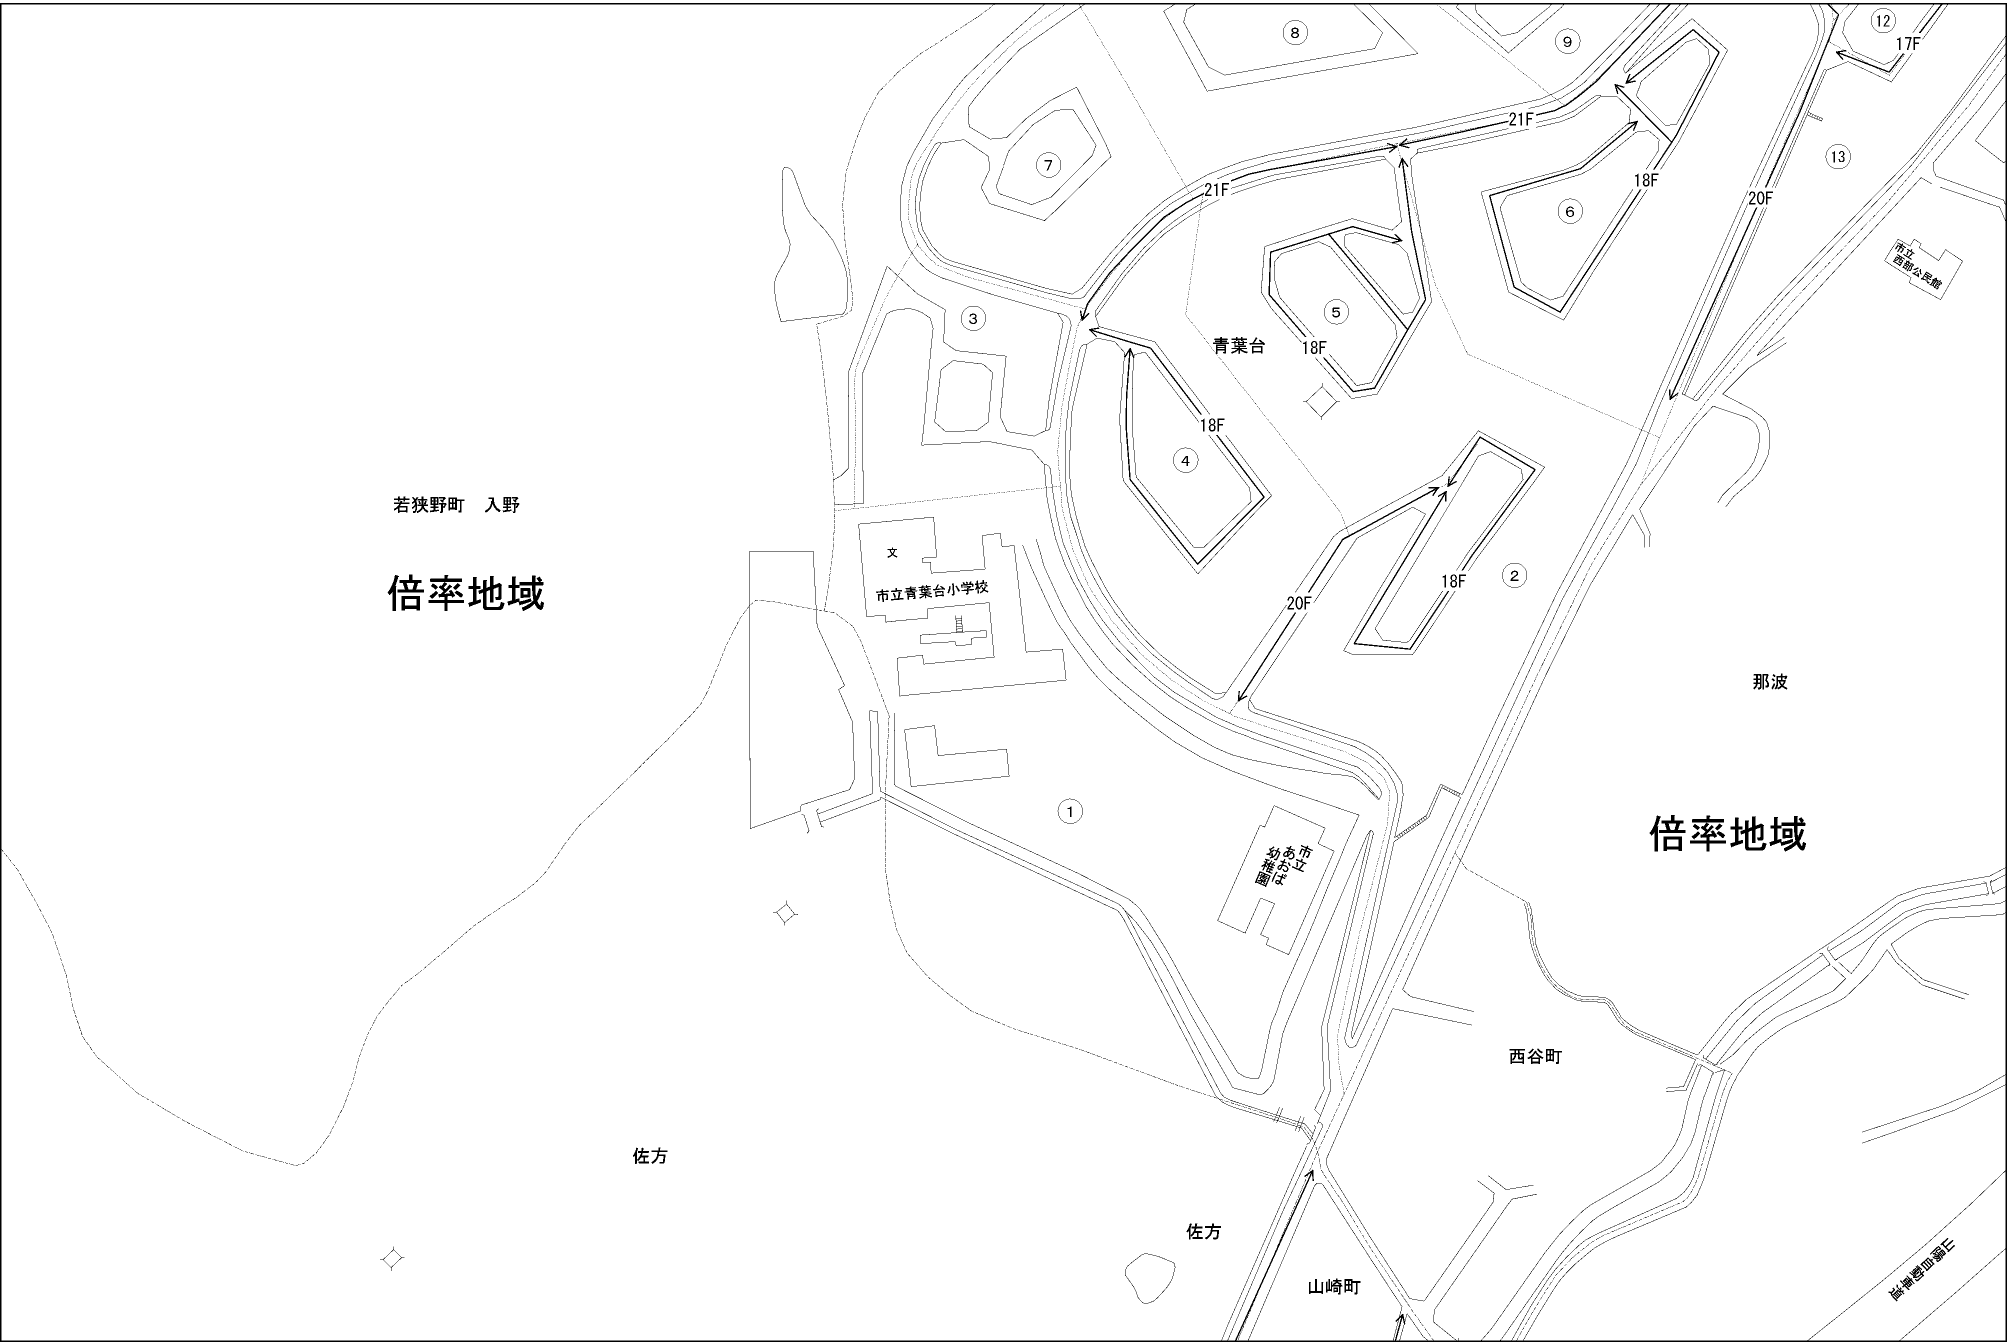 ⑧
⑨
⑫
17F
21F
⑦
⑬
21F
18F
20F
⑥
市立
西部公民館
③
⑤
青葉台
18F
18F
④
若狭野町 入野
文
倍率地域
市立青葉台小学校
18F
②
20F
那波
①
倍率地域
市立
あおば
幼稚園
西谷町
佐方
佐方
山崎町
山陽自動車道